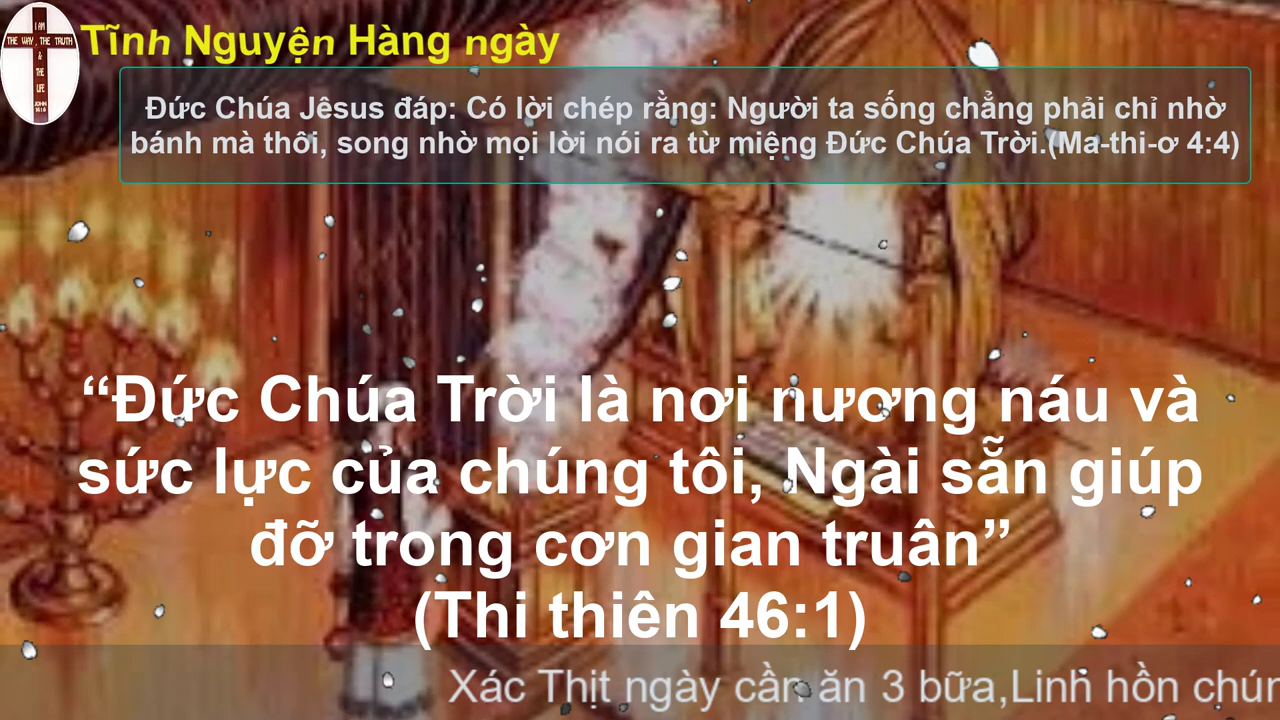 I AM
THE WAY, THE TRUTH
&
THE
LIFE
JOHN
Tĩnh Nguyện Hàng ngày
Đức Chúa Jêsus đáp: Có lời chép rằng: Người ta sống chẳng phải chỉ nhờ
bánh mà thôi, song nhờ mọi lời nói ra từ miệng Đức Chúa Trời.(Ma-thi-ơ 4:4)
“Đức Chúa Trời là nơi nương náu và
sức lực của chúng tôi, Ngài sẵn giúp
đỡ trong cơn gian truân”
(Thi thiên 46:1)
Xác Thịt ngày cần ăn 3 bữa,Linh hồn